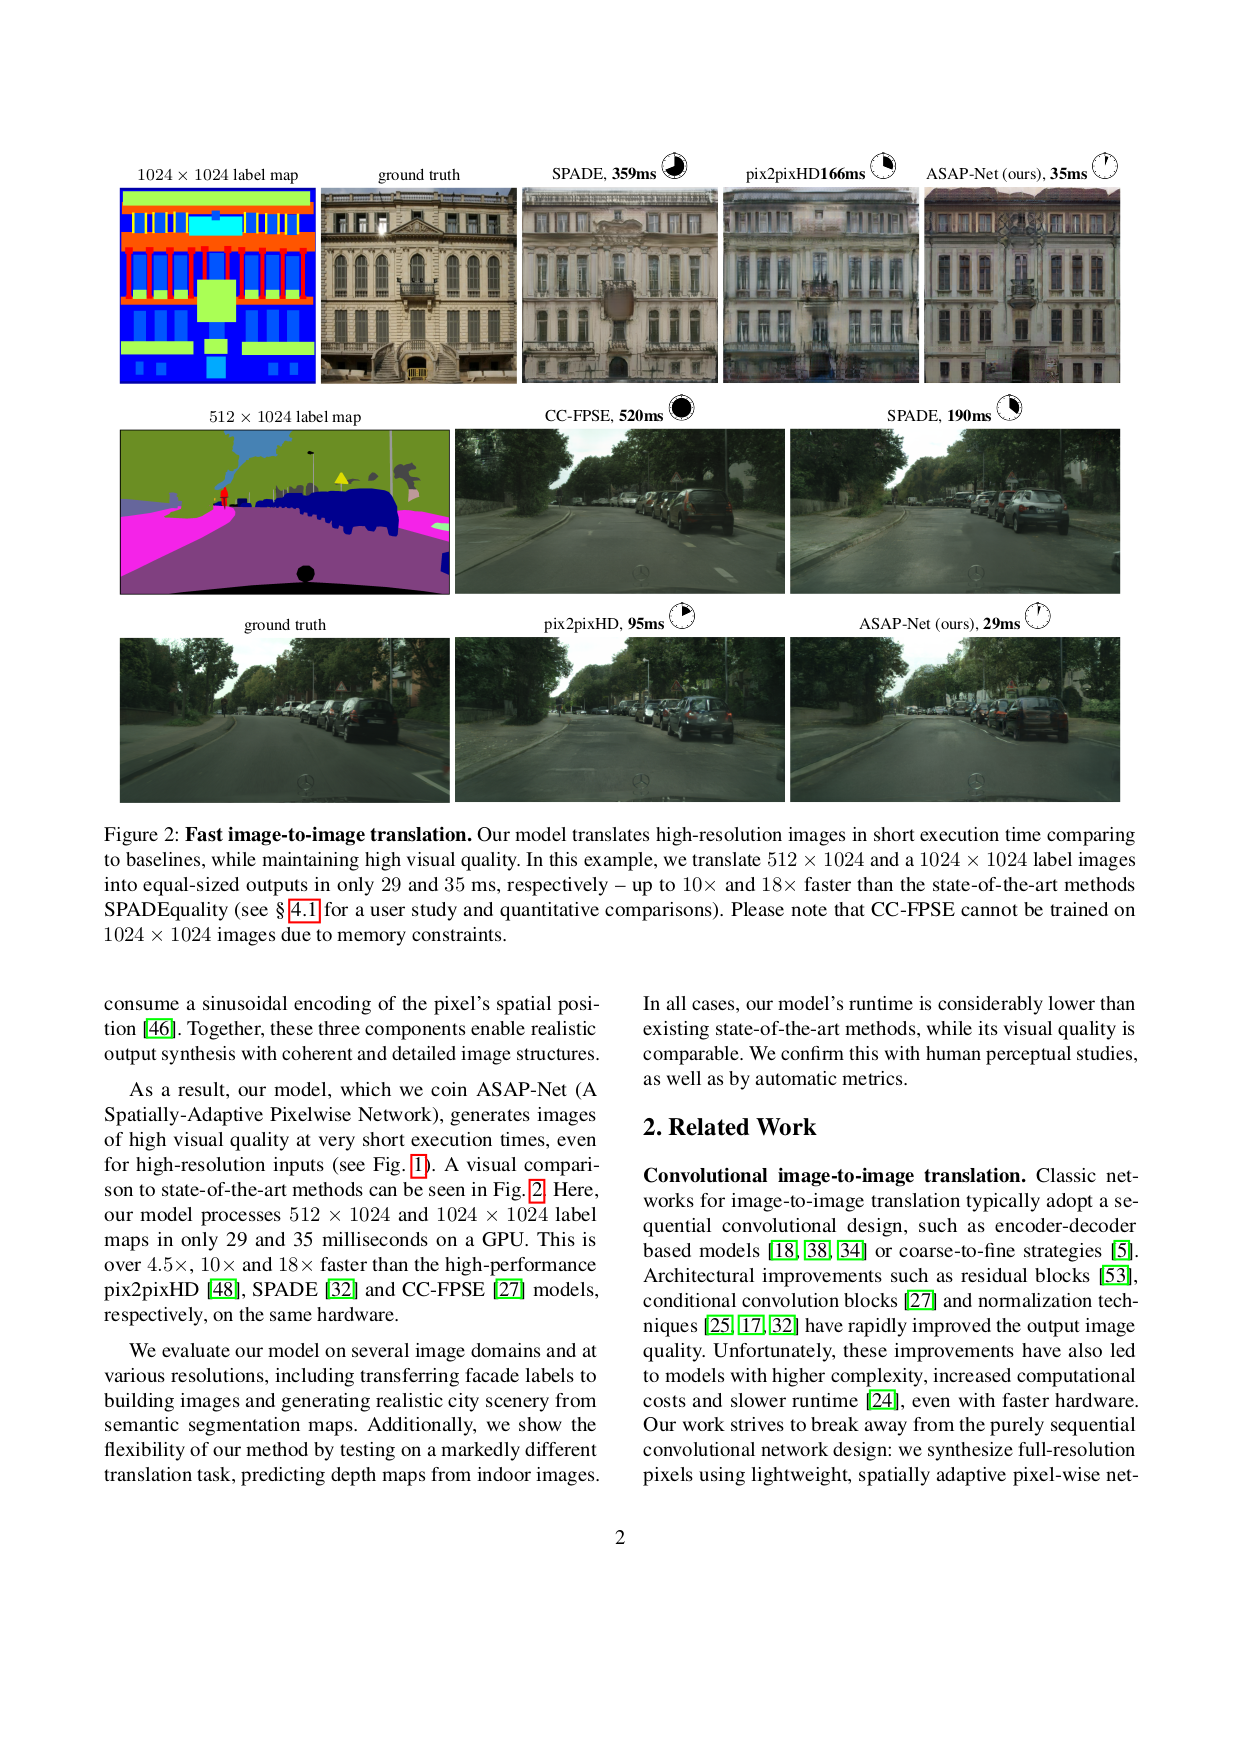 1024 × 1024 label map
ground truth
SPADE, 359ms
pix2pixHD166ms
ASAP-Net (ours), 35ms
512 × 1024 label map
CC-FPSE, 520ms
SPADE, 190ms
ground truth
pix2pixHD, 95ms
ASAP-Net (ours), 29ms
Figure 2: Fast image-to-image translation. Our model translates high-resolution images in short execution time comparing
to baselines, while maintaining high visual quality. In this example, we translate 512 × 1024 and a 1024 × 1024 label images
into equal-sized outputs in only 29 and 35 ms, respectively – up to 10× and 18× faster than the state-of-the-art methods
SPADEquality (see § 4.1 for a user study and quantitative comparisons). Please note that CC-FPSE cannot be trained on
1024 × 1024 images due to memory constraints.
consume a sinusoidal encoding of the pixel's spatial posi-
tion [46]. Together, these three components enable realistic
output synthesis with coherent and detailed image structures.
As a result, our model, which we coin ASAP-Net (A
Spatially-Adaptive Pixelwise Network), generates images
of high visual quality at very short execution times, even
for high-resolution inputs (see Fig. 1). A visual compari-
son to state-of-the-art methods can be seen in Fig. 2. Here,
our model processes 512 × 1024 and 1024 × 1024 label
maps in only 29 and 35 milliseconds on a GPU. This is
over 4.5×, 10× and 18× faster than the high-performance
pix2pixHD [48], SPADE [32] and CC-FPSE [27] models,
respectively, on the same hardware.
We evaluate our model on several image domains and at
various resolutions, including transferring facade labels to
building images and generating realistic city scenery from
semantic segmentation maps. Additionally, we show the
flexibility of our method by testing on a markedly different
translation task, predicting depth maps from indoor images.
In all cases, our model's runtime is considerably lower than
existing state-of-the-art methods, while its visual quality is
comparable. We confirm this with human perceptual studies,
as well as by automatic metrics.
2. Related Work
Convolutional image-to-image translation. Classic net-
works for image-to-image translation typically adopt a se-
quential convolutional design, such as encoder-decoder
based models [18, 38, 34] or coarse-to-fine strategies [5].
Architectural improvements such as residual blocks [53],
conditional convolution blocks [27] and normalization tech-
niques [25, 17, 32] have rapidly improved the output image
quality. Unfortunately, these improvements have also led
to models with higher complexity, increased computational
costs and slower runtime [24], even with faster hardware.
Our work strives to break away from the purely sequential
convolutional network design: we synthesize full-resolution
pixels using lightweight, spatially adaptive pixel-wise net-
2